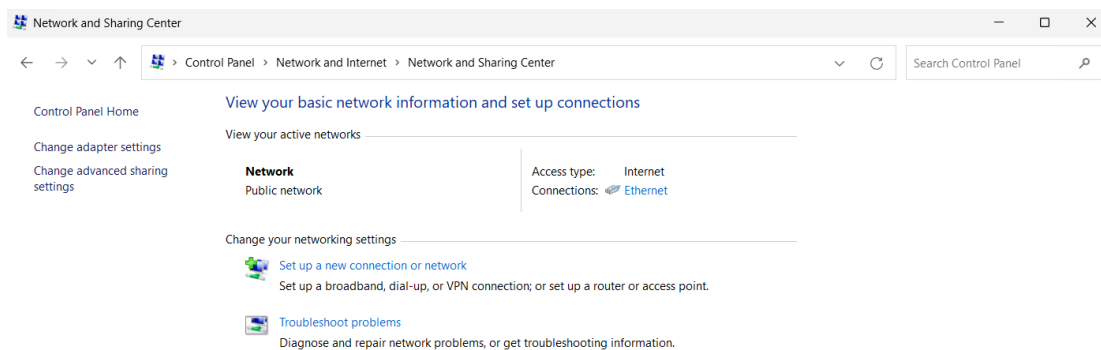 Network and Sharing Center
Control Panel > Network and Internet > Network and Sharing Center
Search Control Panel
Control Panel Home
Change adapter settings
Change advanced sharing
settings
View your basic network information and set up connections
View your active networks
Network
Public network
Access type: Internet
Connections: Ethernet
Change your networking settings
Set up a new connection or network
Set up a broadband, dial-up, or VPN connection; or set up a router or access point.
Troubleshoot problems
Diagnose and repair network problems, or get troubleshooting information.